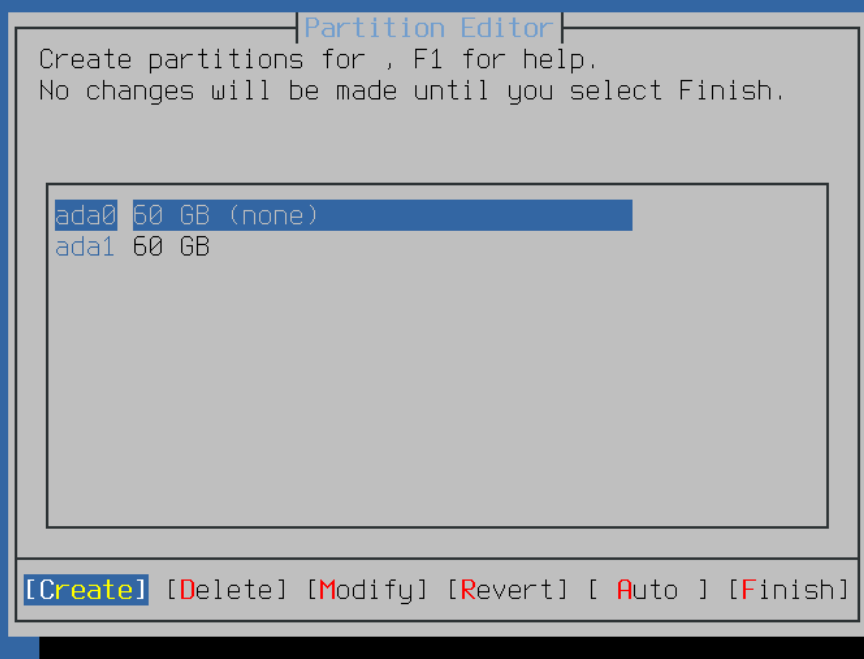 Partition Editor
Create partitions for , F1 for help.
No changes will be made until you select Finish.
ada0 60 GB (none)
ada1 60 GB
[Create] [Delete] [Modify] [Revert] [ Auto ] [Finish]